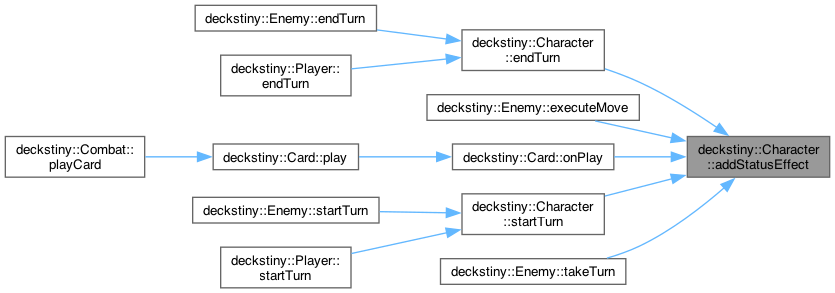 deckstiny::Enemy::endTurn
deckstiny::Player::
endTurn
deckstiny::Character
::endTurn
deckstiny::Enemy::executeMove
deckstiny::Combat::
playCard
deckstiny::Card::play
deckstiny::Card::onPlay
deckstiny::Character
::addStatusEffect
deckstiny::Enemy::startTurn
deckstiny::Player::
startTurn
deckstiny::Character
::startTurn
deckstiny::Enemy::takeTurn